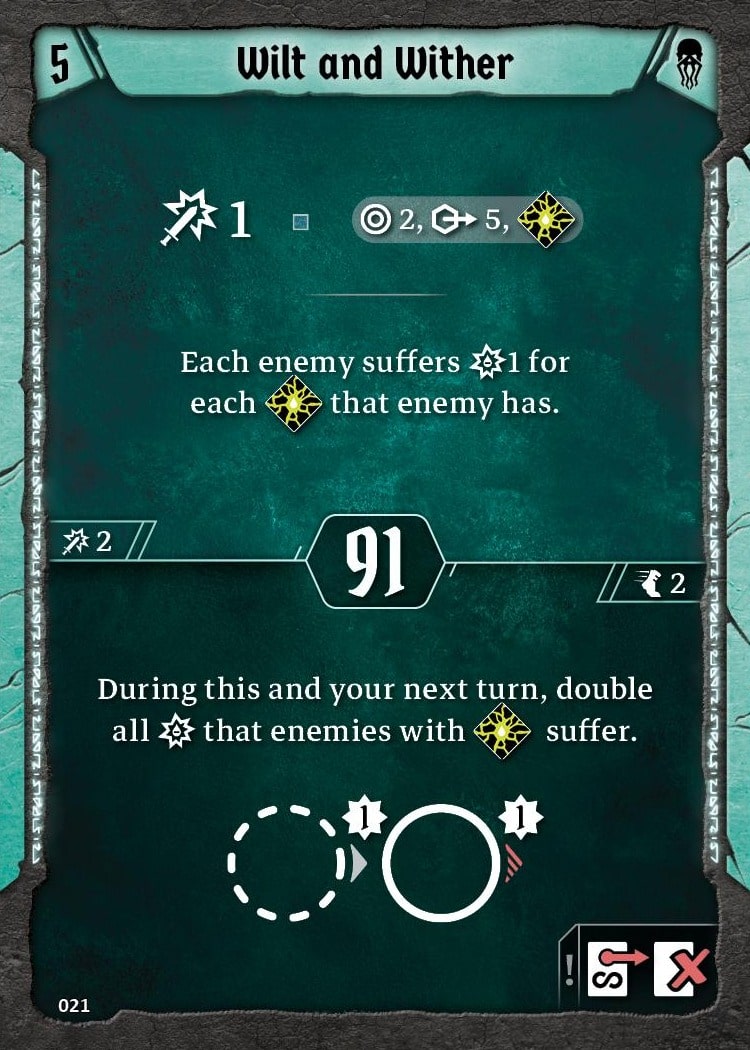 5 Wilt and Wither
1 2, 5,
Each enemy suffers 1 for
each that enemy has.
2
91
2
During this and your next turn, double
all that enemies with suffer.
1 1
!
021